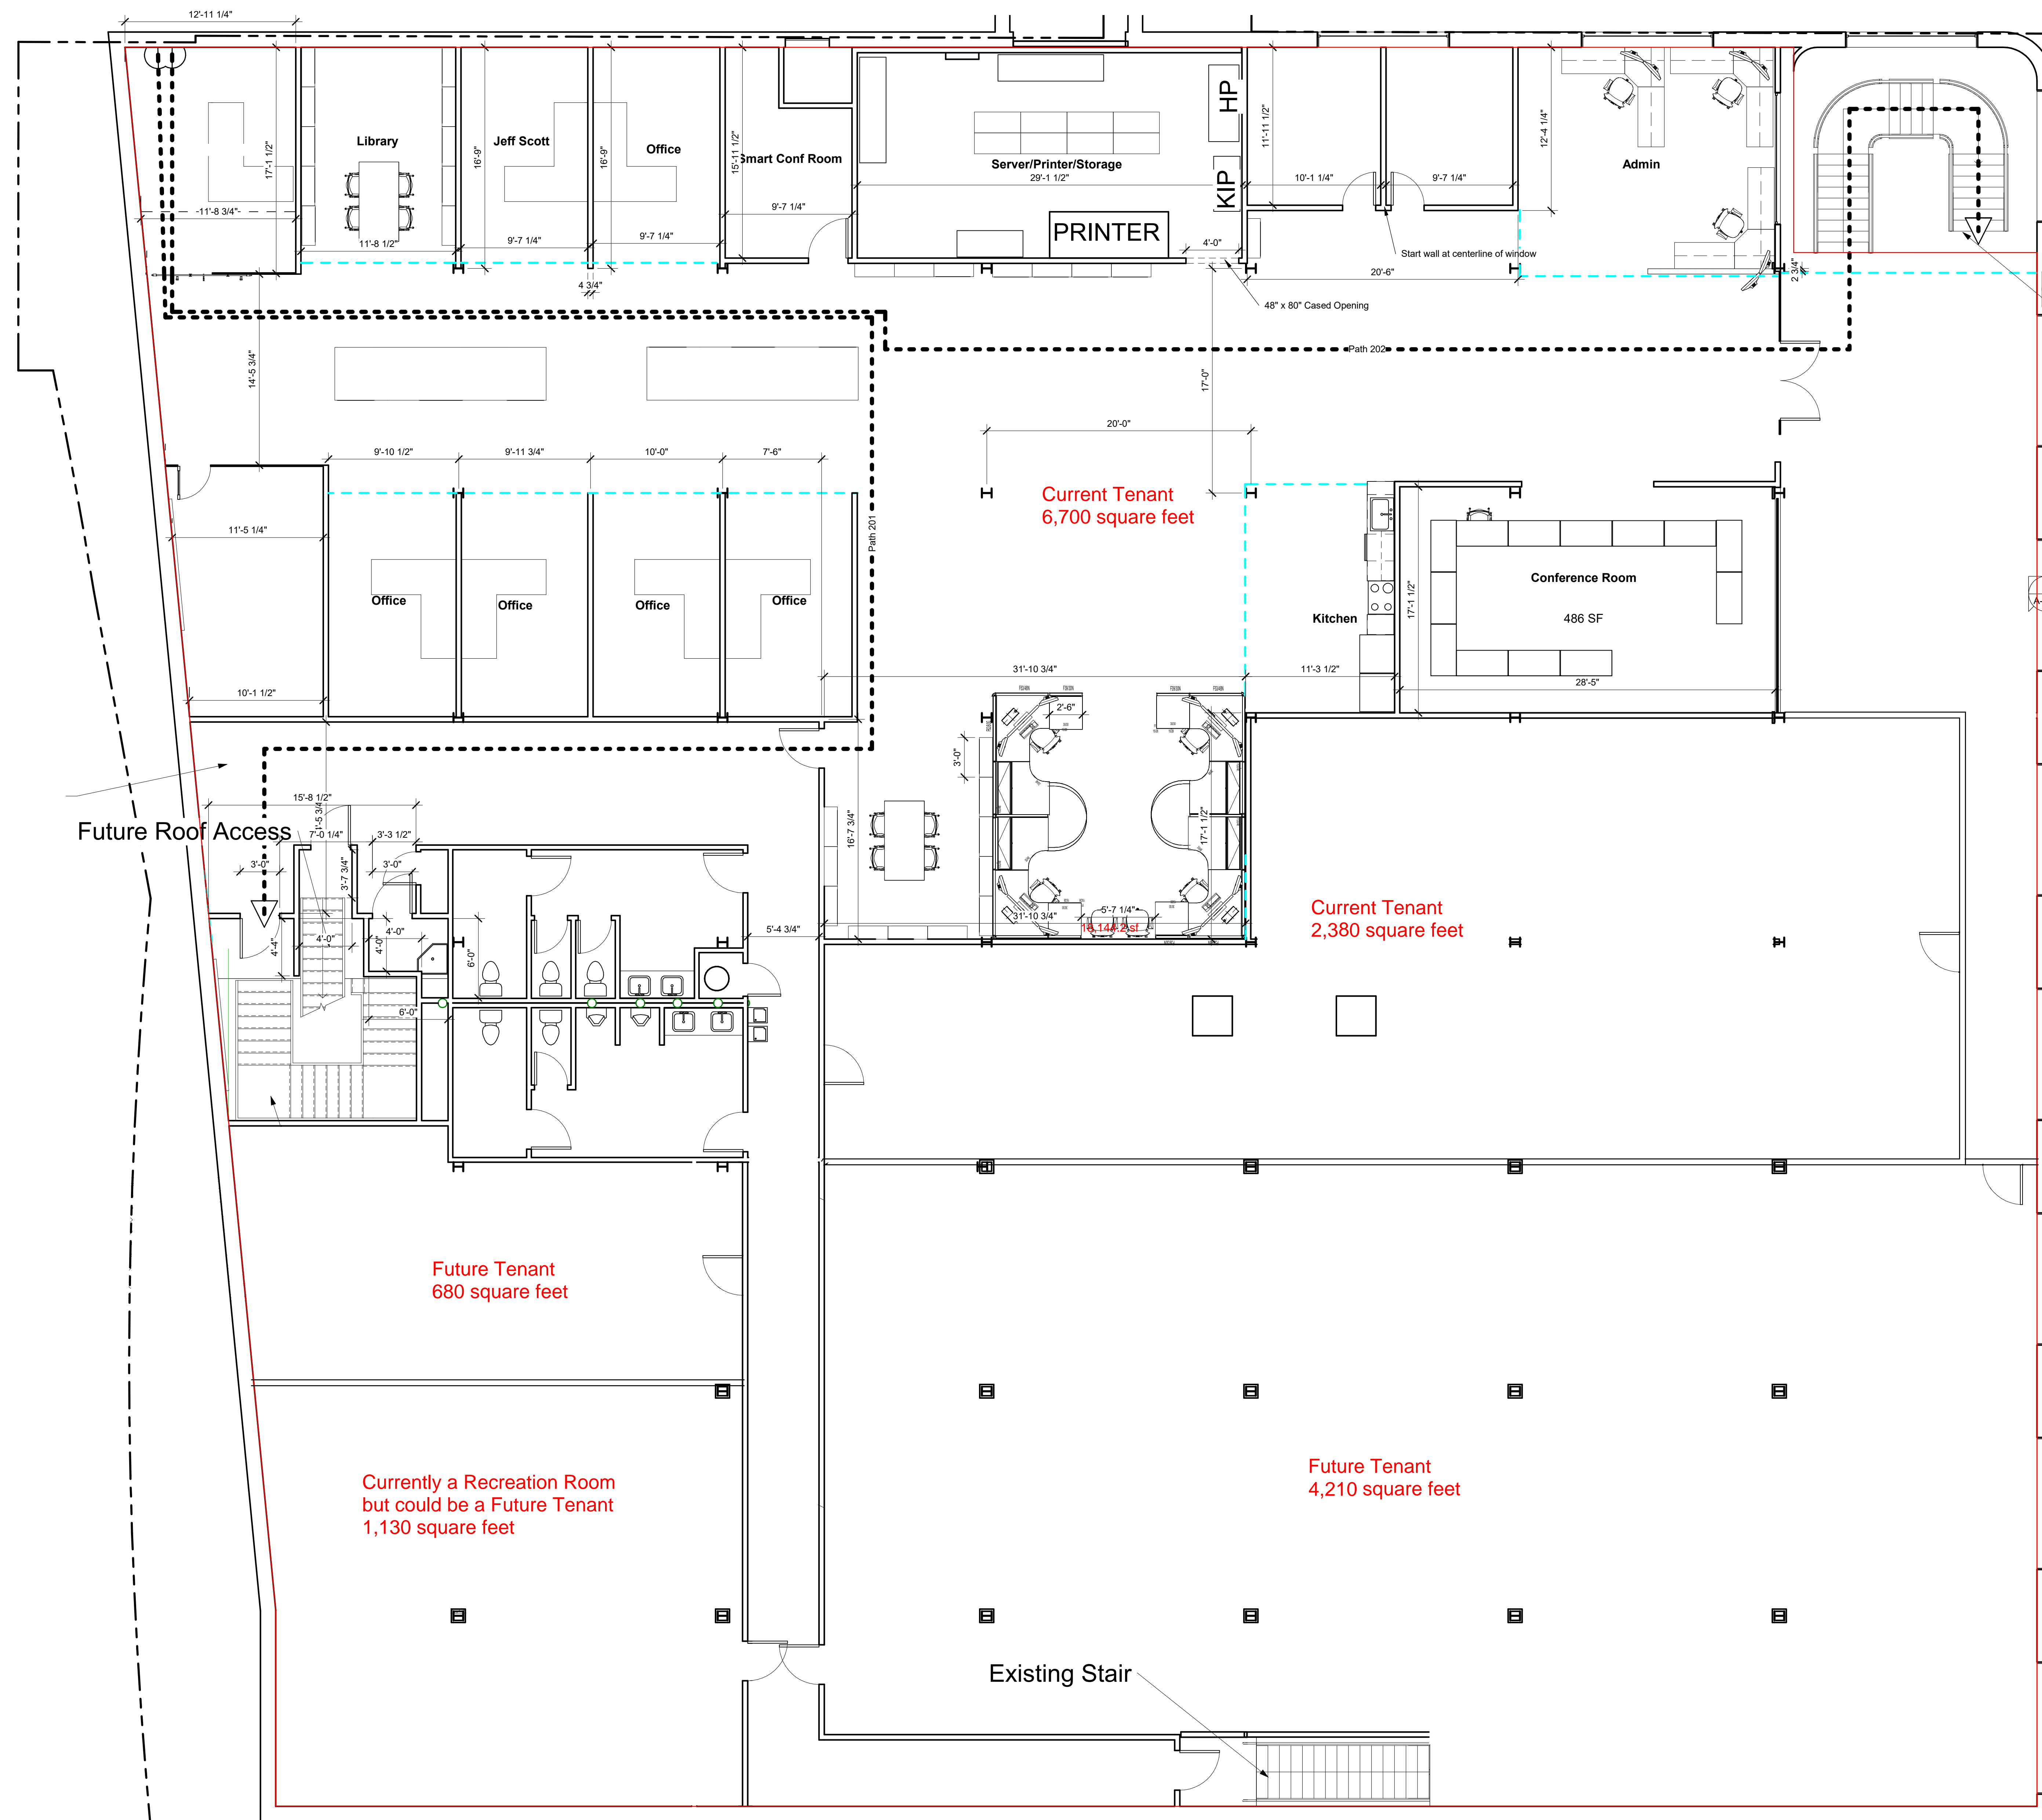 12'-11 1/4"
17'-1 1/2"
Library
16'-9"
Jeff Scott
16'-9"
Office
15'-11 1/2"
Smart Conf Room
Server/Printer/Storage
29'-1 1/2"
HP
KIP
PRINTER
11'-11 1/2"
10'-1 1/4"
9'-7 1/4"
12'-4 1/4"
Admin
11'-8 3/4"
11'-8 1/2"
9'-7 1/4"
9'-7 1/4"
9'-7 1/4"
4'-0"
Start wall at centerline of window
20'-6"
2 3/4"
4 3/4"
48" x 80" Cased Opening
Path 202
14'-5 3/4"
17'-0"
20'-0"
9'-10 1/2"
9'-11 3/4"
10'-0"
7'-6"
Current Tenant
6,700 square feet
Path 201
11'-5 1/4"
Office
Office
Office
Office
Kitchen
17'-1 1/2"
Conference Room
486 SF
10'-1 1/2"
31'-10 3/4"
11'-3 1/2"
28'-5"
2'-6"
3'-0"
15'-8 1/2"
Future Roof Access
7'-0 1/4"
3'-3 1/2"
3'-0"
3'-7 3/4"
3'-0"
16'-7 3/4"
17'-1 1/2"
Current Tenant
2,380 square feet
31'-10 3/4"
5'-7 1/4"
5'-4 3/4"
4'-4"
4'-0"
4'-0"
4'-0"
6'-0"
6'-0"
Future Tenant
680 square feet
Currently a Recreation Room
but could be a Future Tenant
1,130 square feet
Future Tenant
4,210 square feet
Existing Stair